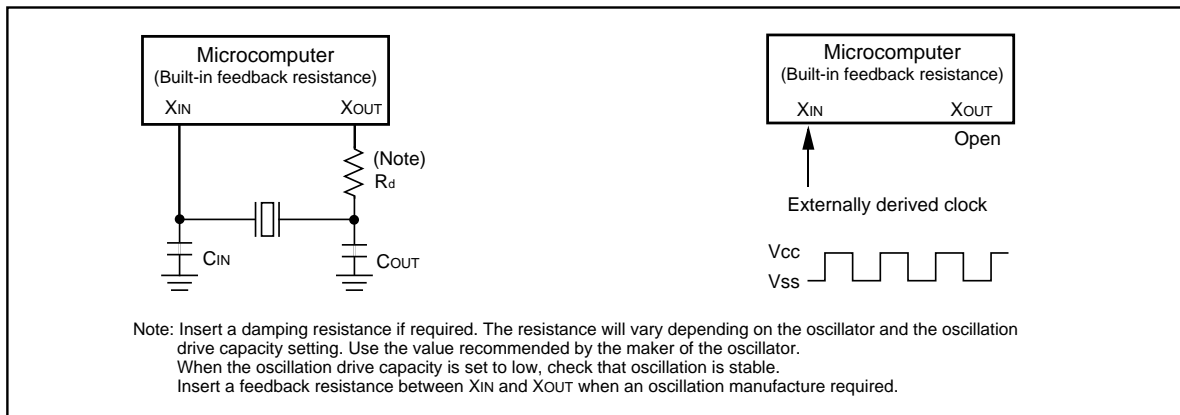 Microcomputer
(Built-in feedback resistance)
XIN XOUT
(Note)
Rd
CIN
COUT
Microcomputer
(Built-in feedback resistance)
XIN XOUT
Open
Externally derived clock
Vcc
Vss
Note: Insert a damping resistance if required. The resistance will vary depending on the oscillator and the oscillation
drive capacity setting. Use the value recommended by the maker of the oscillator.
When the oscillation drive capacity is set to low, check that oscillation is stable.
Insert a feedback resistance between XIN and XOUT when an oscillation manufacture required.